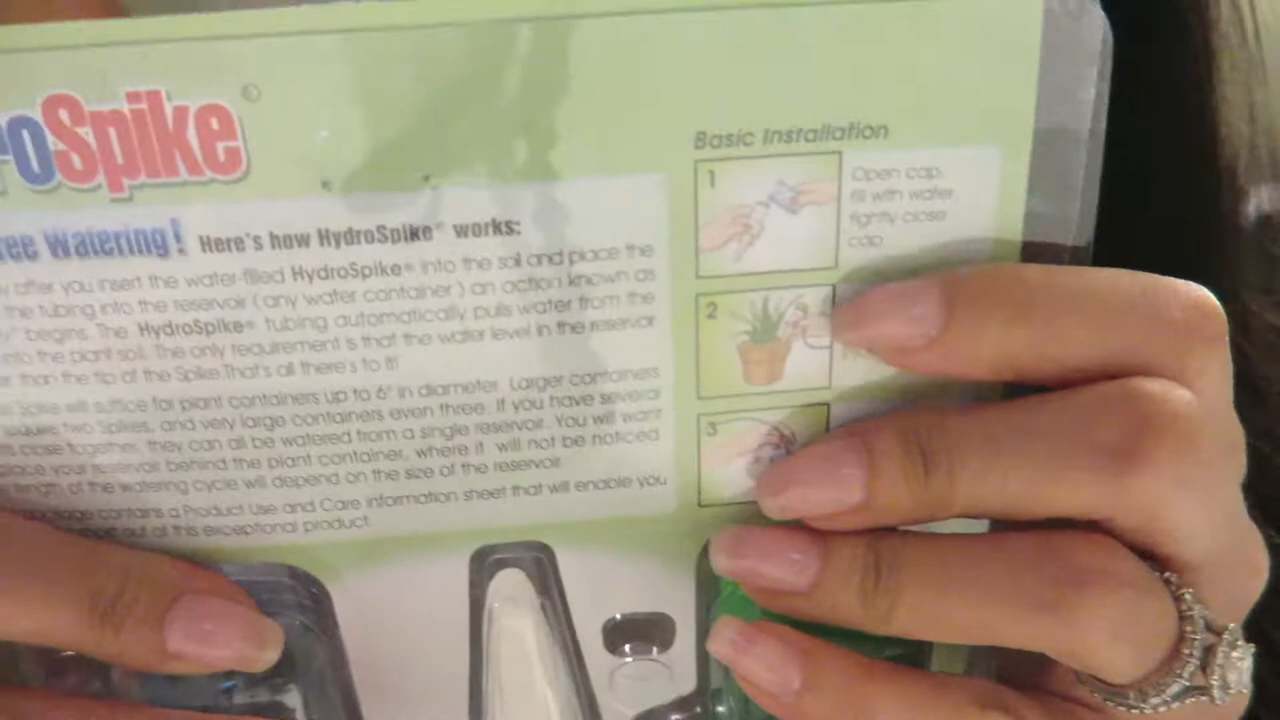 oSpike
ree Watering! Here's how HydroSpike® works:
after you insert the water-filled HydroSpike® into the soil and place the
the tubing into the reservoir (any water container) an action known as
begins. The HydroSpike® tubing automatically pulls water from the
into the plant soil. The only requirement is that the water level in the reservoir
than the tip of the Spike.That's all there's to it!
Spike will suffice for plant containers up to 6" in diameter. Larger containers
require two Spikes, and very large containers even three. If you have several
close together, they can all be watered from a single reservoir. You will want
place your reservoir behind the plant container, where it will not be noticed.
length of the watering cycle will depend on the size of the reservoir.
contains a Product Use and Care information sheet that will enable you
out of this exceptional product.
Basic Installation
1
Open cap,
fill with water,
tightly close
cap
2
3